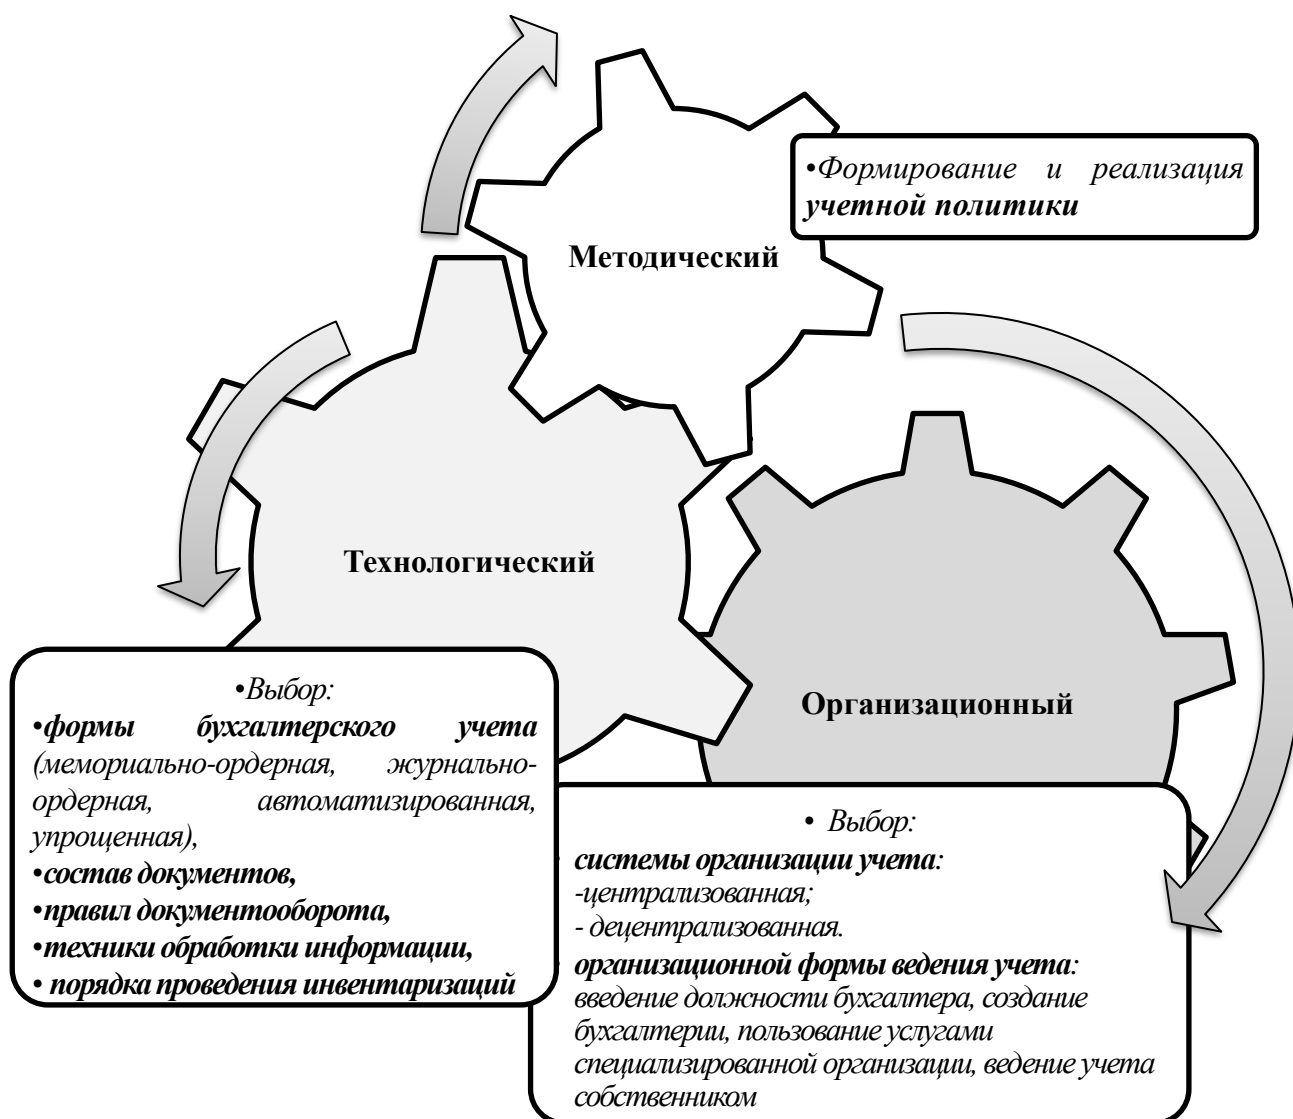 •Формирование и реализация
учетной политики
Методический
Технологический
Организационный
•Выбор:
•формы бухгалтерского учета
(мемориально-ордерная, журнально-
ордерная, автоматизированная,
упрощенная),
•состав документов,
•правил документооборота,
•техники обработки информации,
• порядка проведения инвентаризаций
• Выбор:
системы организации учета:
-централизованная;
- децентрализованная.
организационной формы ведения учета:
введение должности бухгалтера, создание
бухгалтерии, пользование услугами
специализированной организации, ведение учета
собственником